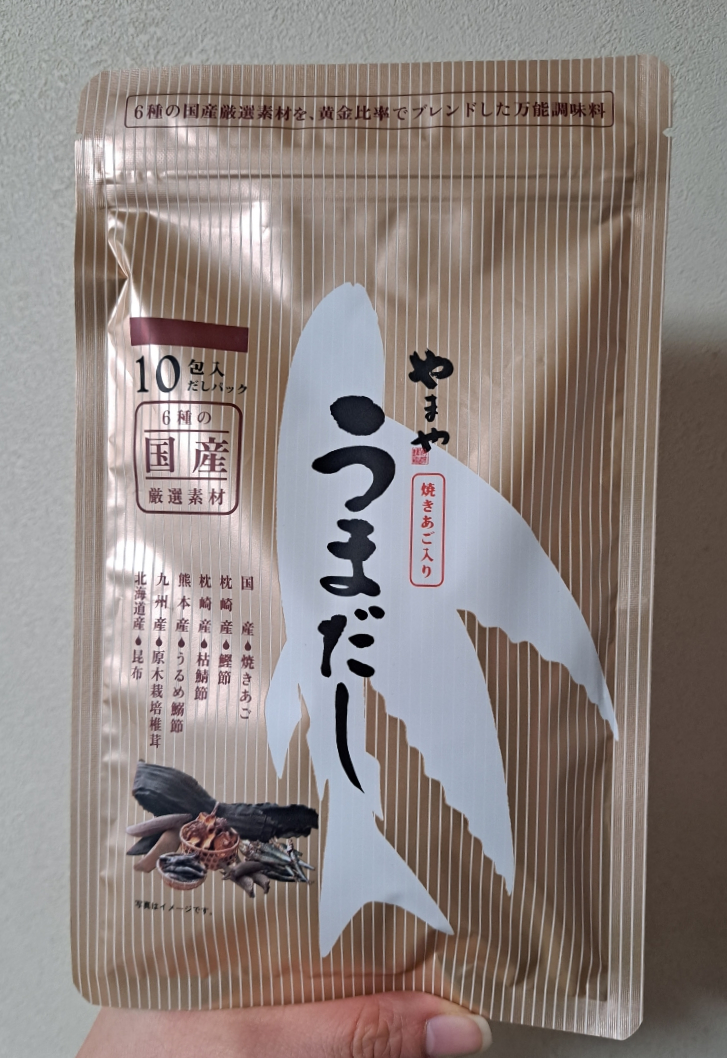 6種の国産厳選素材を、黄金比率でブレンドした万能調味料
10包入
だしパック
6種の
国産
厳選素材
やまや
うまだし
焼きあご入り
国産●焼きあご
枕崎産●鰹節
枕崎産●枯鯖節
熊本産●うるめ鰯節
九州産●原木栽培椎茸
北海道産●昆布
写真はイメージです。